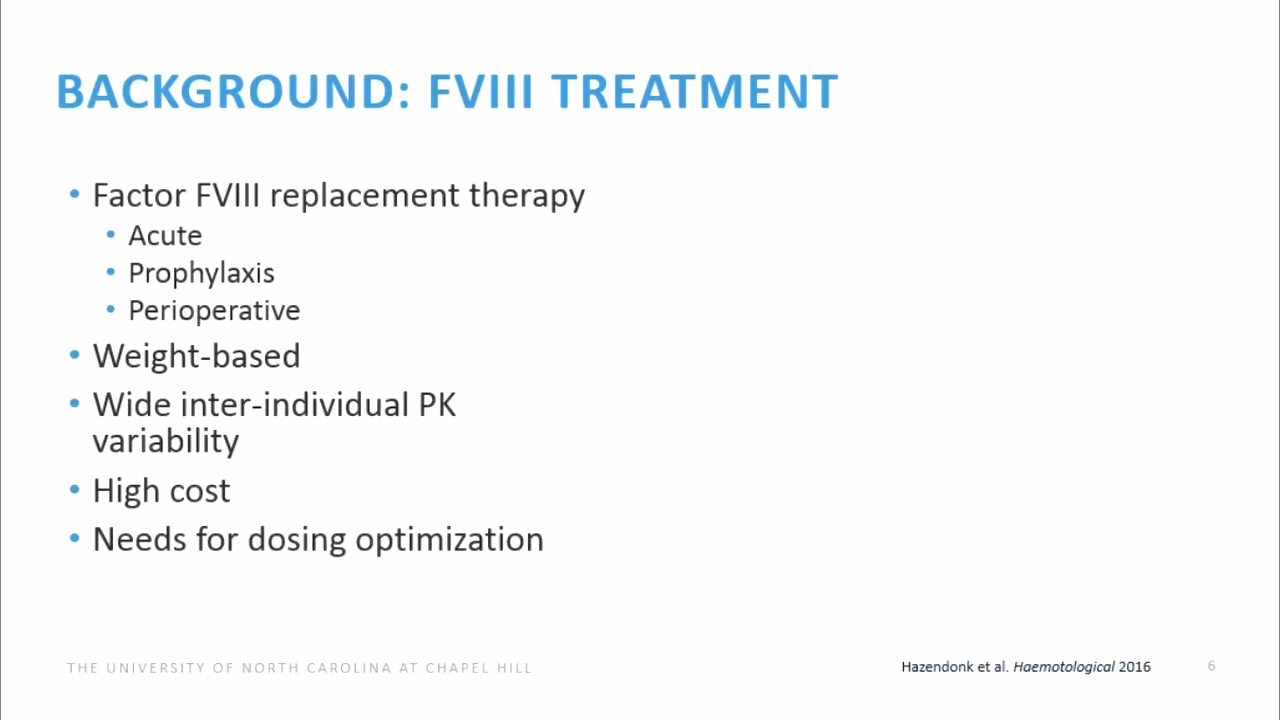 BACKGROUND: FVIII TREATMENT
• Factor FVIII replacement therapy
• Acute
• Prophylaxis
• Perioperative
• Weight-based
• Wide inter-individual PK
variability
• High cost
• Needs for dosing optimization
THE UNIVERSITY OF NORTH CAROLINA AT CHAPEL HILL
Hazendonk et al. Haemotological 2016
6